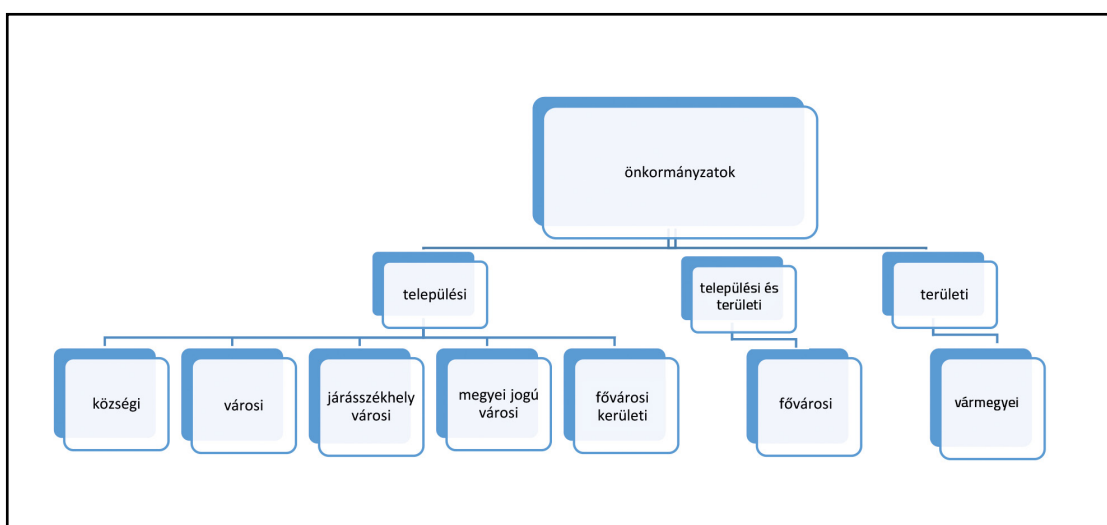 önkormányzatok
települési
települési és
területi
területi
községi
városi
járásszékhely
városi
megyei jogú
városi
fővárosi
kerületi
fővárosi
vármegyei